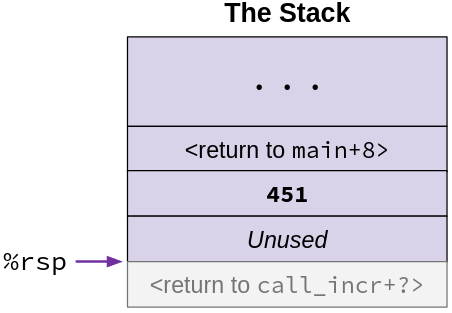 The Stack
. . .
<return to main+8>
451
Unused
%rsp
<return to call_incr+?>